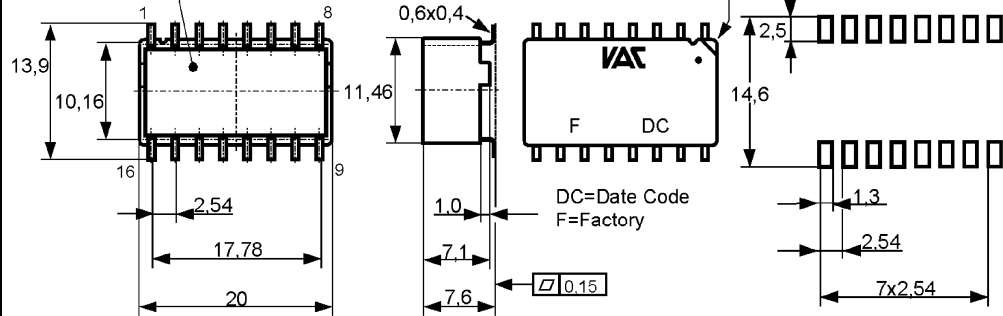 1
8
13,9
10,16
16
9
2,54
17,78
20
0,6x0,4
11,46
1,0
7,1
7,6
0,15
VAC
F
DC
DC=Date Code
F=Factory
2,5
14,6
1,3
2,54
7x2,54